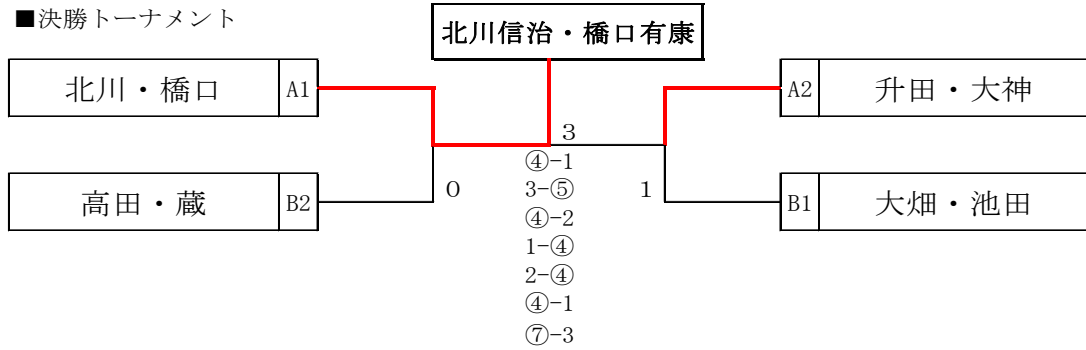 ■決勝トーナメント
北川信治・橋口有康
北川・橋口 A1
A2 升田・大神
3
④-1
3-⑤
④-2
1-④
2-④
④-1
⑦-3
0
1
高田・蔵 B2
B1 大畑・池田